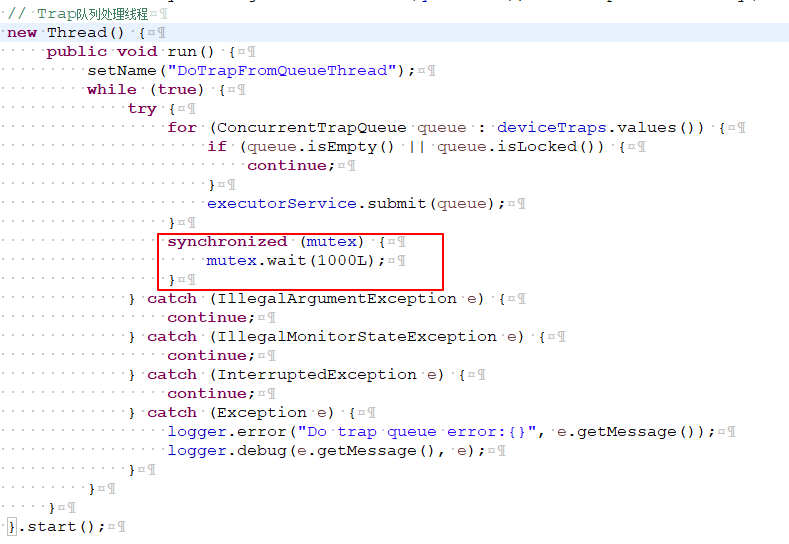 // Trap队列处理线程
new Thread() {
public void run() {
setName("DoTrapFromQueueThread");
while (true) {
try {
for (ConcurrentTrapQueue queue : deviceTraps.values()) {
if (queue.isEmpty() || queue.isLocked()) {
continue;
}
executorService.submit(queue);
}
synchronized (mutex) {
mutex.wait(1000L);
}
} catch (IllegalArgumentException e) {
continue;
} catch (IllegalMonitorStateException e) {
continue;
} catch (InterruptedException e) {
continue;
} catch (Exception e) {
logger.error("Do trap queue error:{}", e.getMessage());
logger.debug(e.getMessage(), e);
}
}
}
}.start();